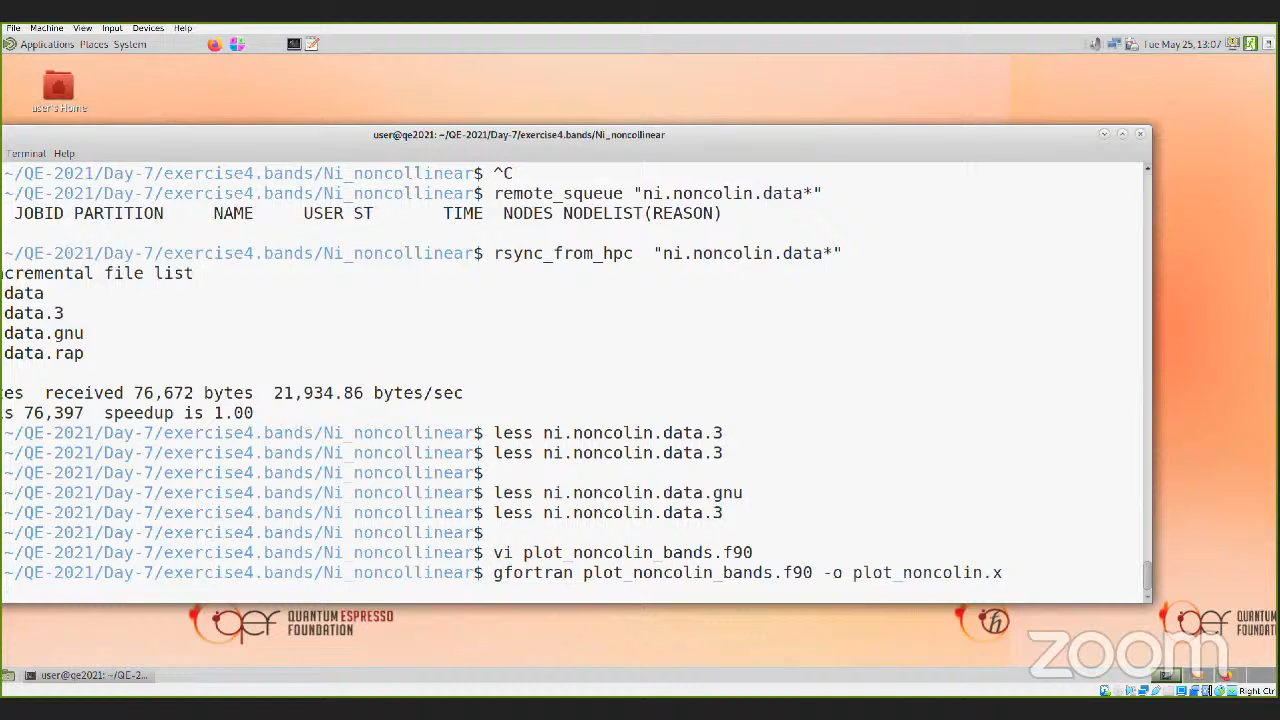 File Machine View Input Devices Help
Applications Places System
Tue May 25, 13:07
user's Home
user@qe2021: ~/QE-2021/Day-7/exercise4.bands/Ni_noncollinear
Terminal Help
~/QE-2021/Day-7/exercise4.bands/Ni_noncollinear$ ^C
~/QE-2021/Day-7/exercise4.bands/Ni_noncollinear$ remote_squeue "ni.noncolin.data*"
JOBID PARTITION NAME USER ST TIME NODES NODELIST(REASON)
~/QE-2021/Day-7/exercise4.bands/Ni_noncollinear$ rsync_from_hpc "ni.noncolin.data*"
cremental file list
data
data.3
data.gnu
data.rap
es received 76,672 bytes 21,934.86 bytes/sec
s 76,397 speedup is 1.00
~/QE-2021/Day-7/exercise4.bands/Ni_noncollinear$ less ni.noncolin.data.3
~/QE-2021/Day-7/exercise4.bands/Ni_noncollinear$ less ni.noncolin.data.3
~/QE-2021/Day-7/exercise4.bands/Ni_noncollinear$
~/QE-2021/Day-7/exercise4.bands/Ni_noncollinear$ less ni.noncolin.data.gnu
~/QE-2021/Day-7/exercise4.bands/Ni_noncollinear$ less ni.noncolin.data.3
~/QE-2021/Day-7/exercise4.bands/Ni_noncollinear$
~/QE-2021/Day-7/exercise4.bands/Ni_noncollinear$ vi plot_noncolin_bands.f90
~/QE-2021/Day-7/exercise4.bands/Ni_noncollinear$ gfortran plot_noncolin_bands.f90 -o plot_noncolin.x
QUANTUM ESPRESSO
FOUNDATION
QUANT
FOUNDAT
zoom
user@qe2021: ~/QE-2...
Right Ctr